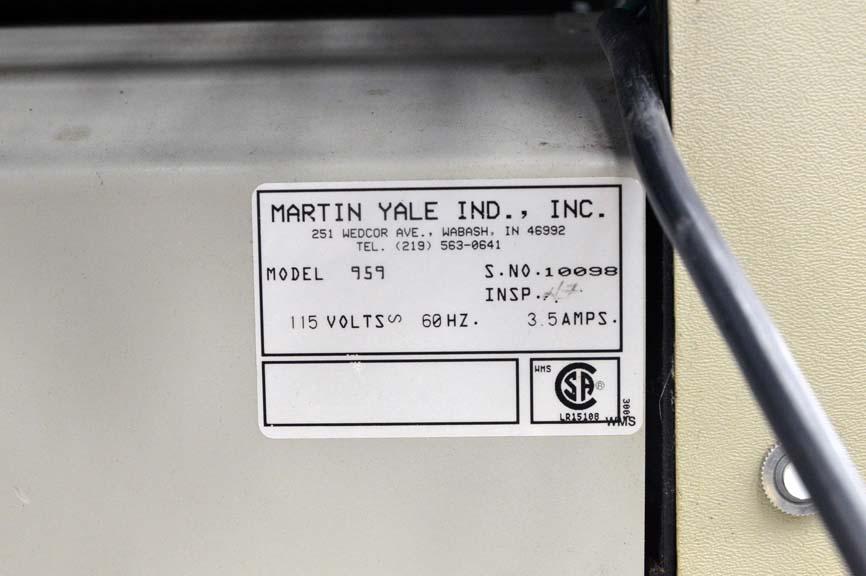 MARTIN YALE IND., INC.
251 WEDCOR AVE., WABASH, IN 46992
TEL. (219) 563-0641
MODEL 959 S.NO.10098
INSP.
115 VOLTS∽ 60HZ. 3.5AMPS.
WMS
SA®
LR15108
WMS